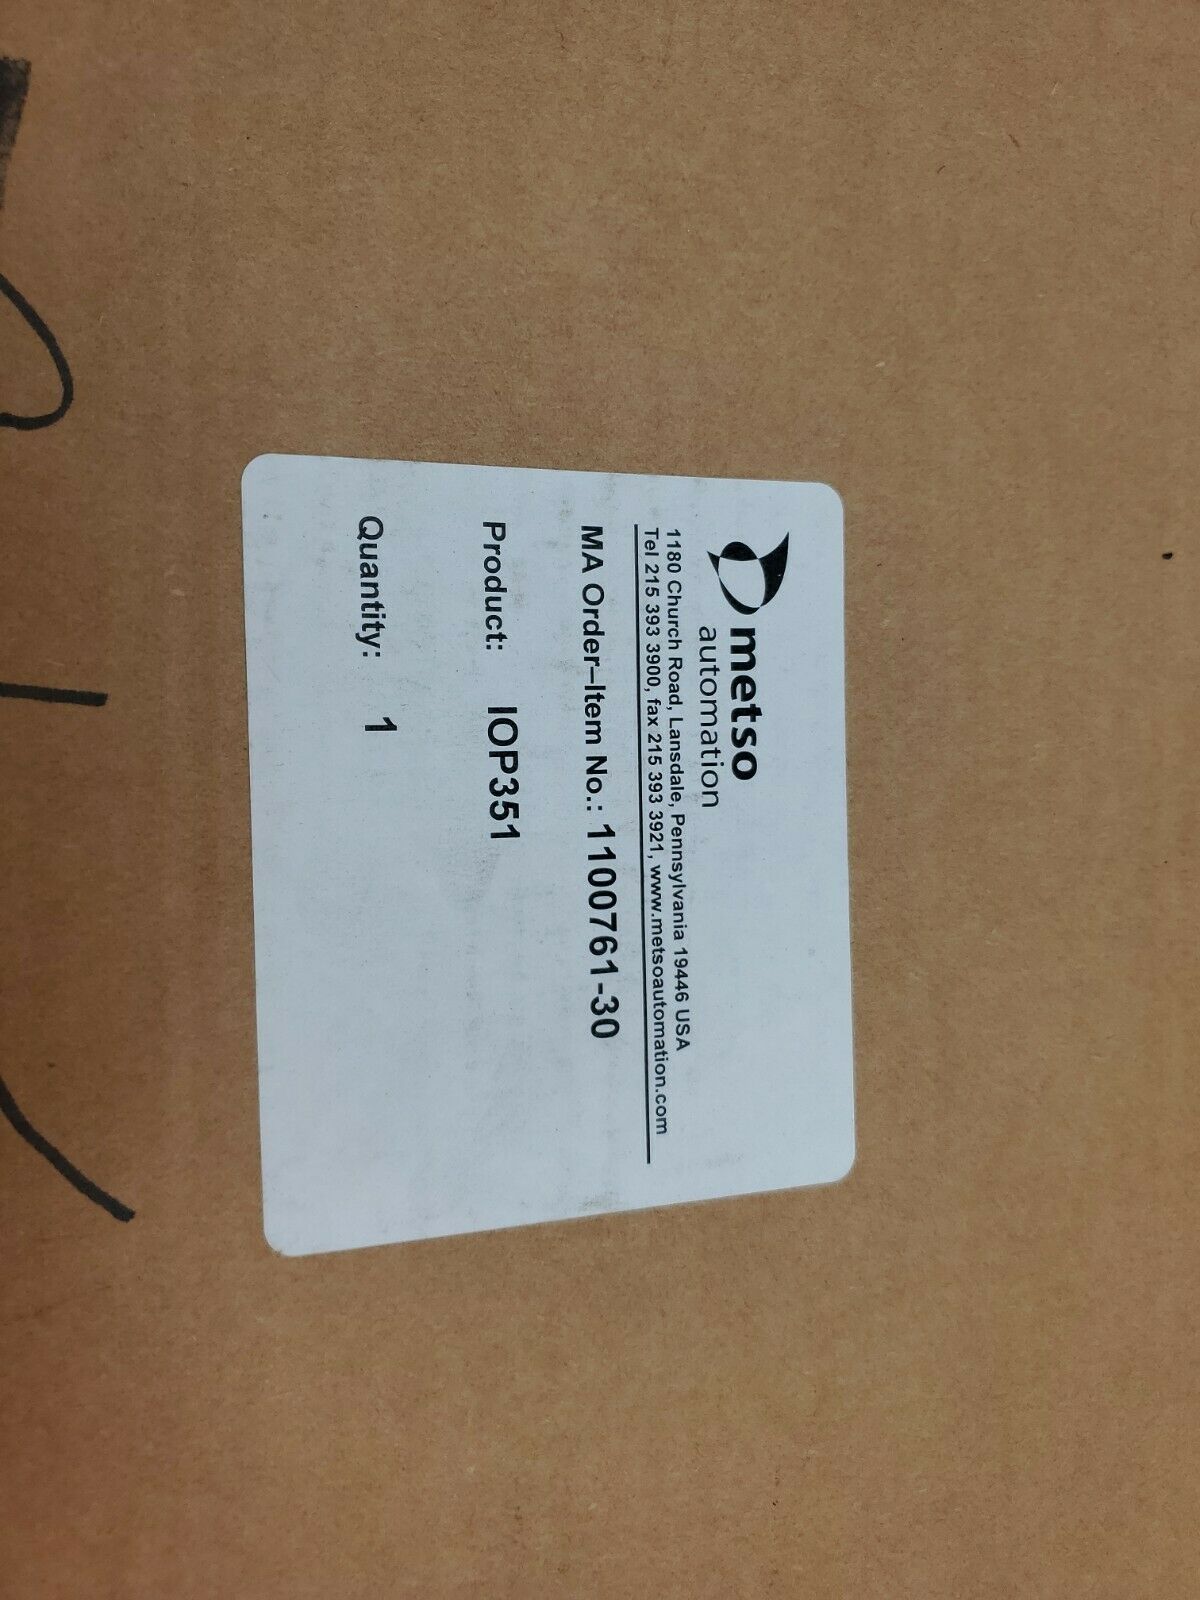 metso
automation
1180 Church Road, Lansdale, Pennsylvania 19446 USA
Tel 215 393 3900, fax 215 393 3921, www.metsoautomation.com
MA Order–Item No.: 1100761-30
Product: IOP351
Quantity: 1